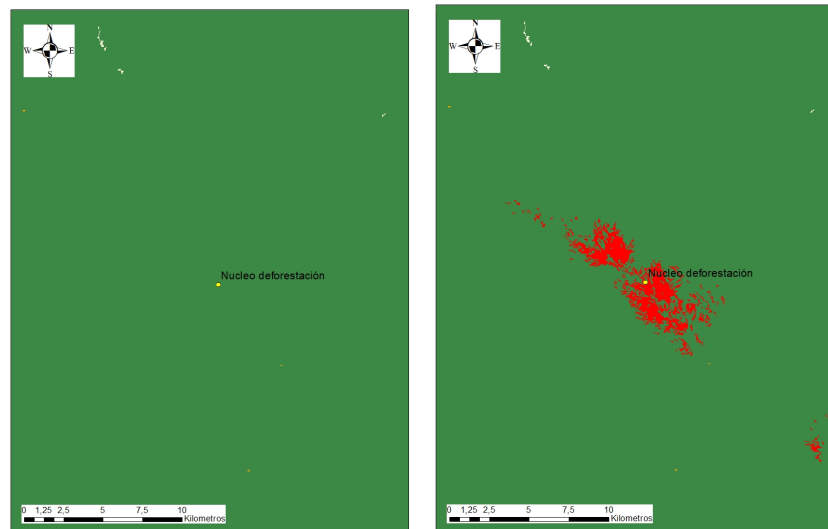 N
W E
S
Nucleo deforestación
0 1,25 2,5 5 7,5 10
Kilometros
N
W E
S
Nucleo deforestación
0 1,25 2,5 5 7,5 10
Kilometros